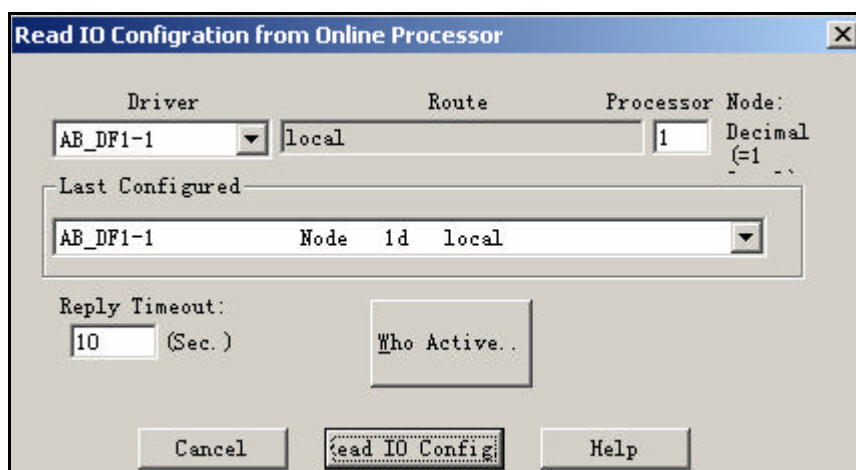 Read IO Configration from Online Processor
Driver Route Processor Node:
AB_DF1-1 local 1 Decimal
(=1
Last Configured
AB_DF1-1 Node 1d local
Reply Timeout:
10 (Sec.)
Who Active..
Cancel ead IO Config Help